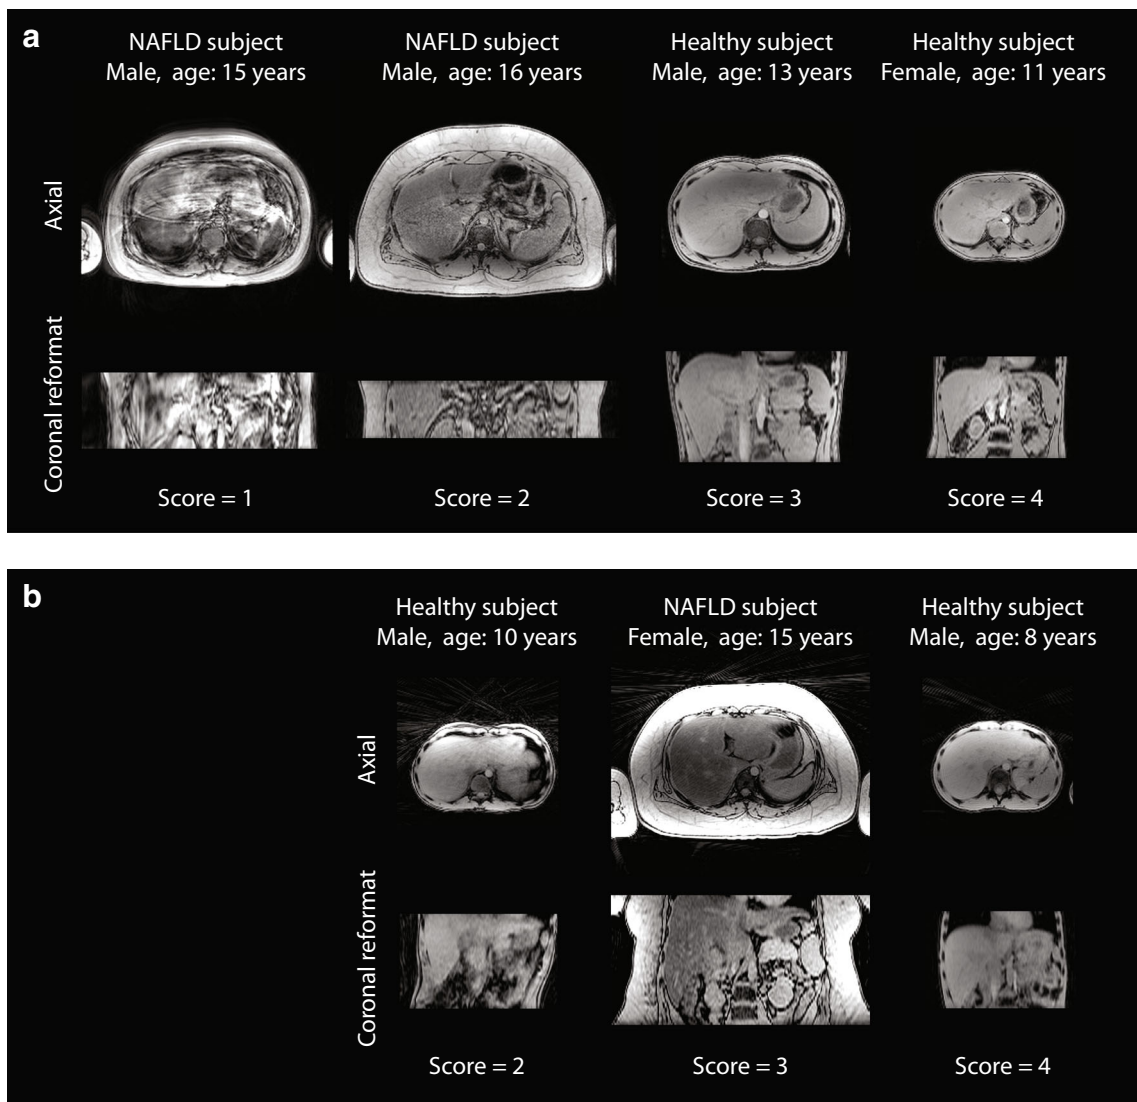 a
NAFLD subject
Male, age: 15 years
NAFLD subject
Male, age: 16 years
Healthy subject
Male, age: 13 years
Healthy subject
Female, age: 11 years
Axial
Coronal reformat
Score = 1
Score = 2
Score = 3
Score = 4
b
Healthy subject
Male, age: 10 years
NAFLD subject
Female, age: 15 years
Healthy subject
Male, age: 8 years
Axial
Coronal reformat
Score = 2
Score = 3
Score = 4